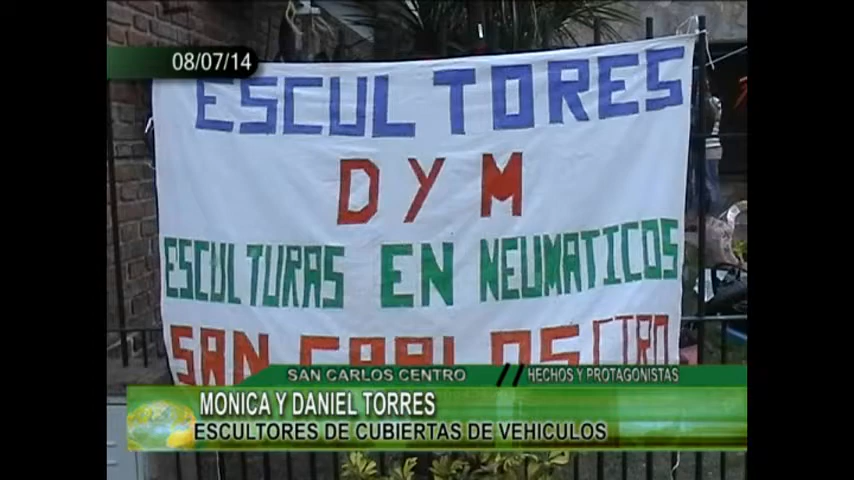 08/07/14
ESCULTORES
D Y M
ESCULTURAS EN NEUMATICOS
SAN CARLOS CTRO
SAN CARLOS CENTRO // HECHOS Y PROTAGONISTAS
MONICA Y DANIEL TORRES
ESCULTORES DE CUBIERTAS DE VEHICULOS